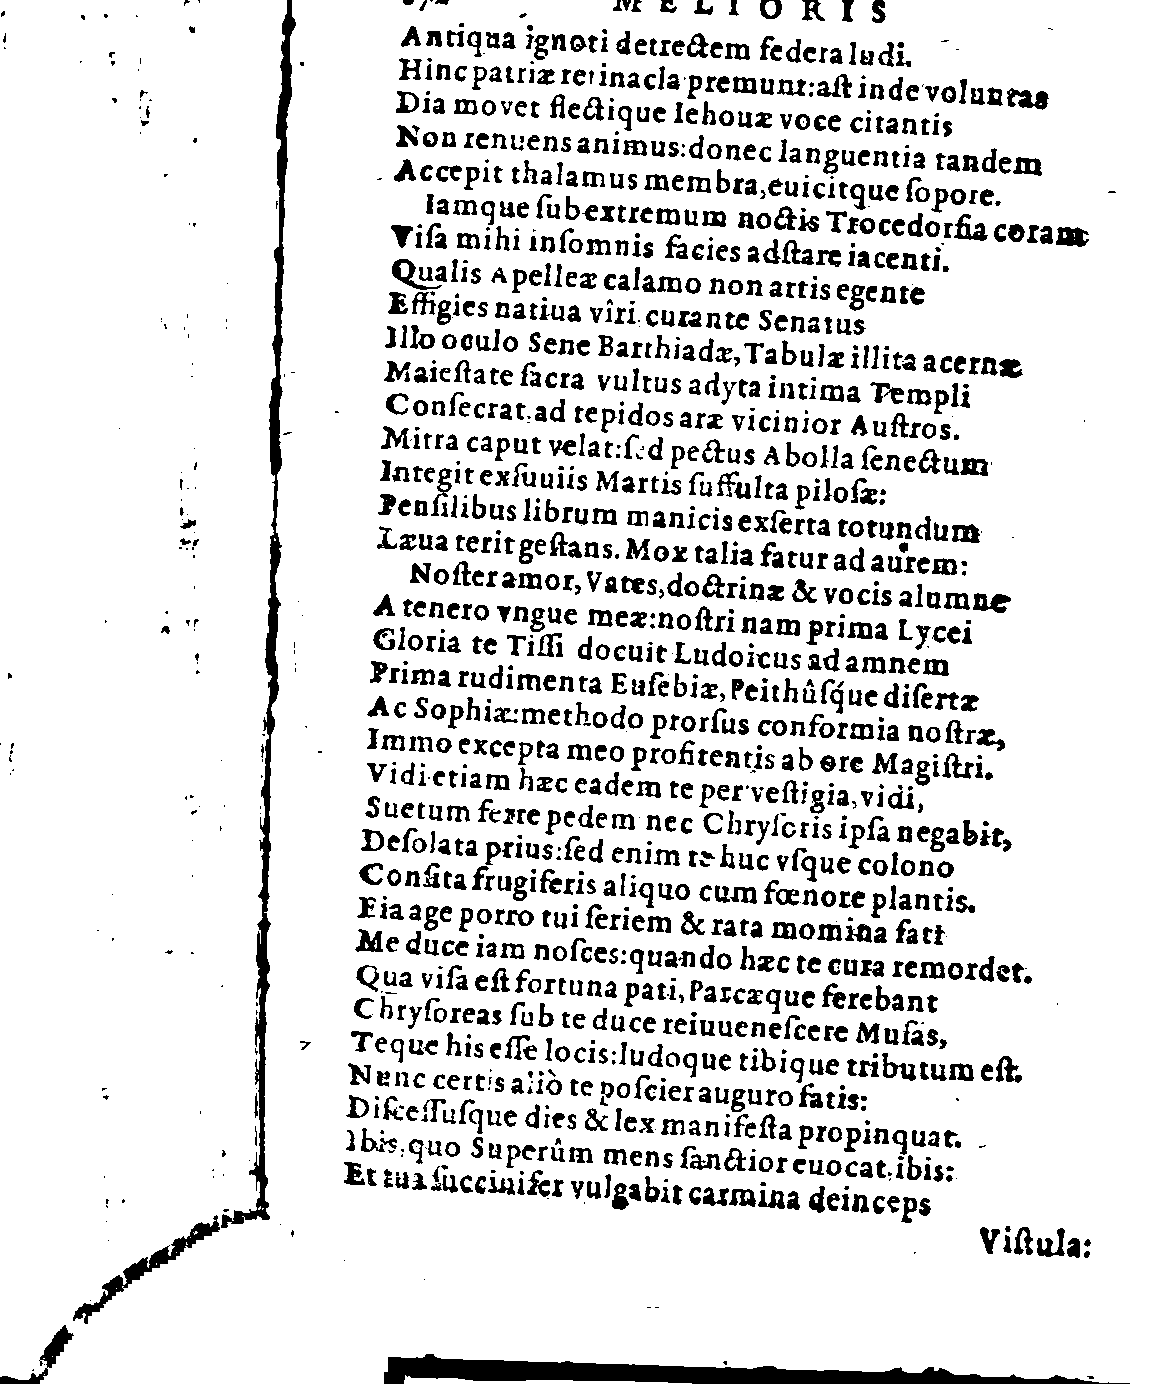 MELIORIS
Antiqua ignoti detrectem federa ludi.
Hinc patriæ retinacla premunt: aſt inde voluntas
Dia movet flectique Iehouæ voce citantis
Non renuens animus: donec languentia tandem
Accepit thalamus membra, euicitque ſopore.
Iamque ſub extremum noctis Trocedorfia coram
Viſa mihi in ſomnis facies adſtare iacenti.
Qualis Apelleæ calamo non artis egente
Effigies natiua vîri curante Senatus
Illo oculo Sene Barthiadæ, Tabulæ illita acernæ
Maieſtate ſacra vultus adyta intima Templi
Conſecrat ad tepidos aræ vicinior Auſtros.
Mitra caput velat: ſed pectus Abolla ſenectum
Integit exſuuiis Martis ſuffulta piloſæ:
Penſilibus librum manicis exſerta rotundum
Læua terit geſtans. Mox talia fatur ad aurem:
Noſter amor, Vates, doctrinæ & vocis alumne
A tenero vngue meæ: noſtri nam prima Lycei
Gloria te Tiſſi docuit Ludoicus ad amnem
Prima rudimenta Euſebiæ, Peithûſq́ue diſertæ
Ac Sophiæ: methodo prorſus conformia noſtræ,
Immo excepta meo profitentis ab ore Magiſtri.
Vidi etiam hæc eadem te per veſtigia, vidi,
Suetum ferre pedem nec Chryſoris ipſa negabit,
Deſolata prius: ſed enim te huc vſque colono
Conſita frugiferis aliquo cum fœnore plantis.
Eia age porro tui ſeriem & rata momina fati
Me duce iam noſces: quando hæc te cura remordet.
Qua viſa eſt fortuna pati, Parcæque ferebant
Chryſoreas ſub te duce reiuueneſcere Muſas,
Teque his eſſe locis: ludoque tibique tributum eſt.
Nunc certis aliò te poſcier auguro fatis:
Diſceſſuſque dies & lex manifeſta propinquat.
Ibis, quo Superûm mens ſanctior euocat, ibis:
Et tua ſuccinifer vulgabit carmina deinceps
Viſtula: